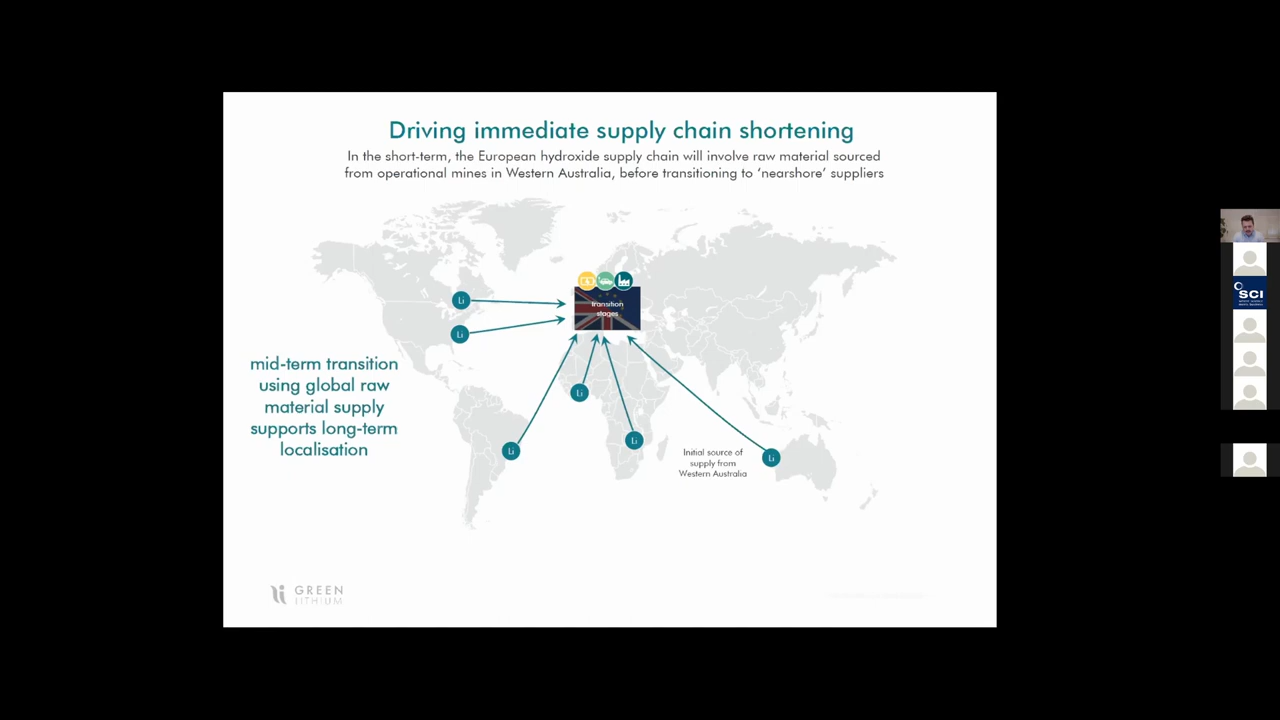 Driving immediate supply chain shortening
In the short-term, the European hydroxide supply chain will involve raw material sourced
from operational mines in Western Australia, before transitioning to ‘nearshore’ suppliers
transition
stages
Li
Li
Li
Li
Li
Li
mid-term transition
using global raw
material supply
supports long-term
localisation
Initial source of
supply from
Western Australia
GREEN
LITHIUM
SCI